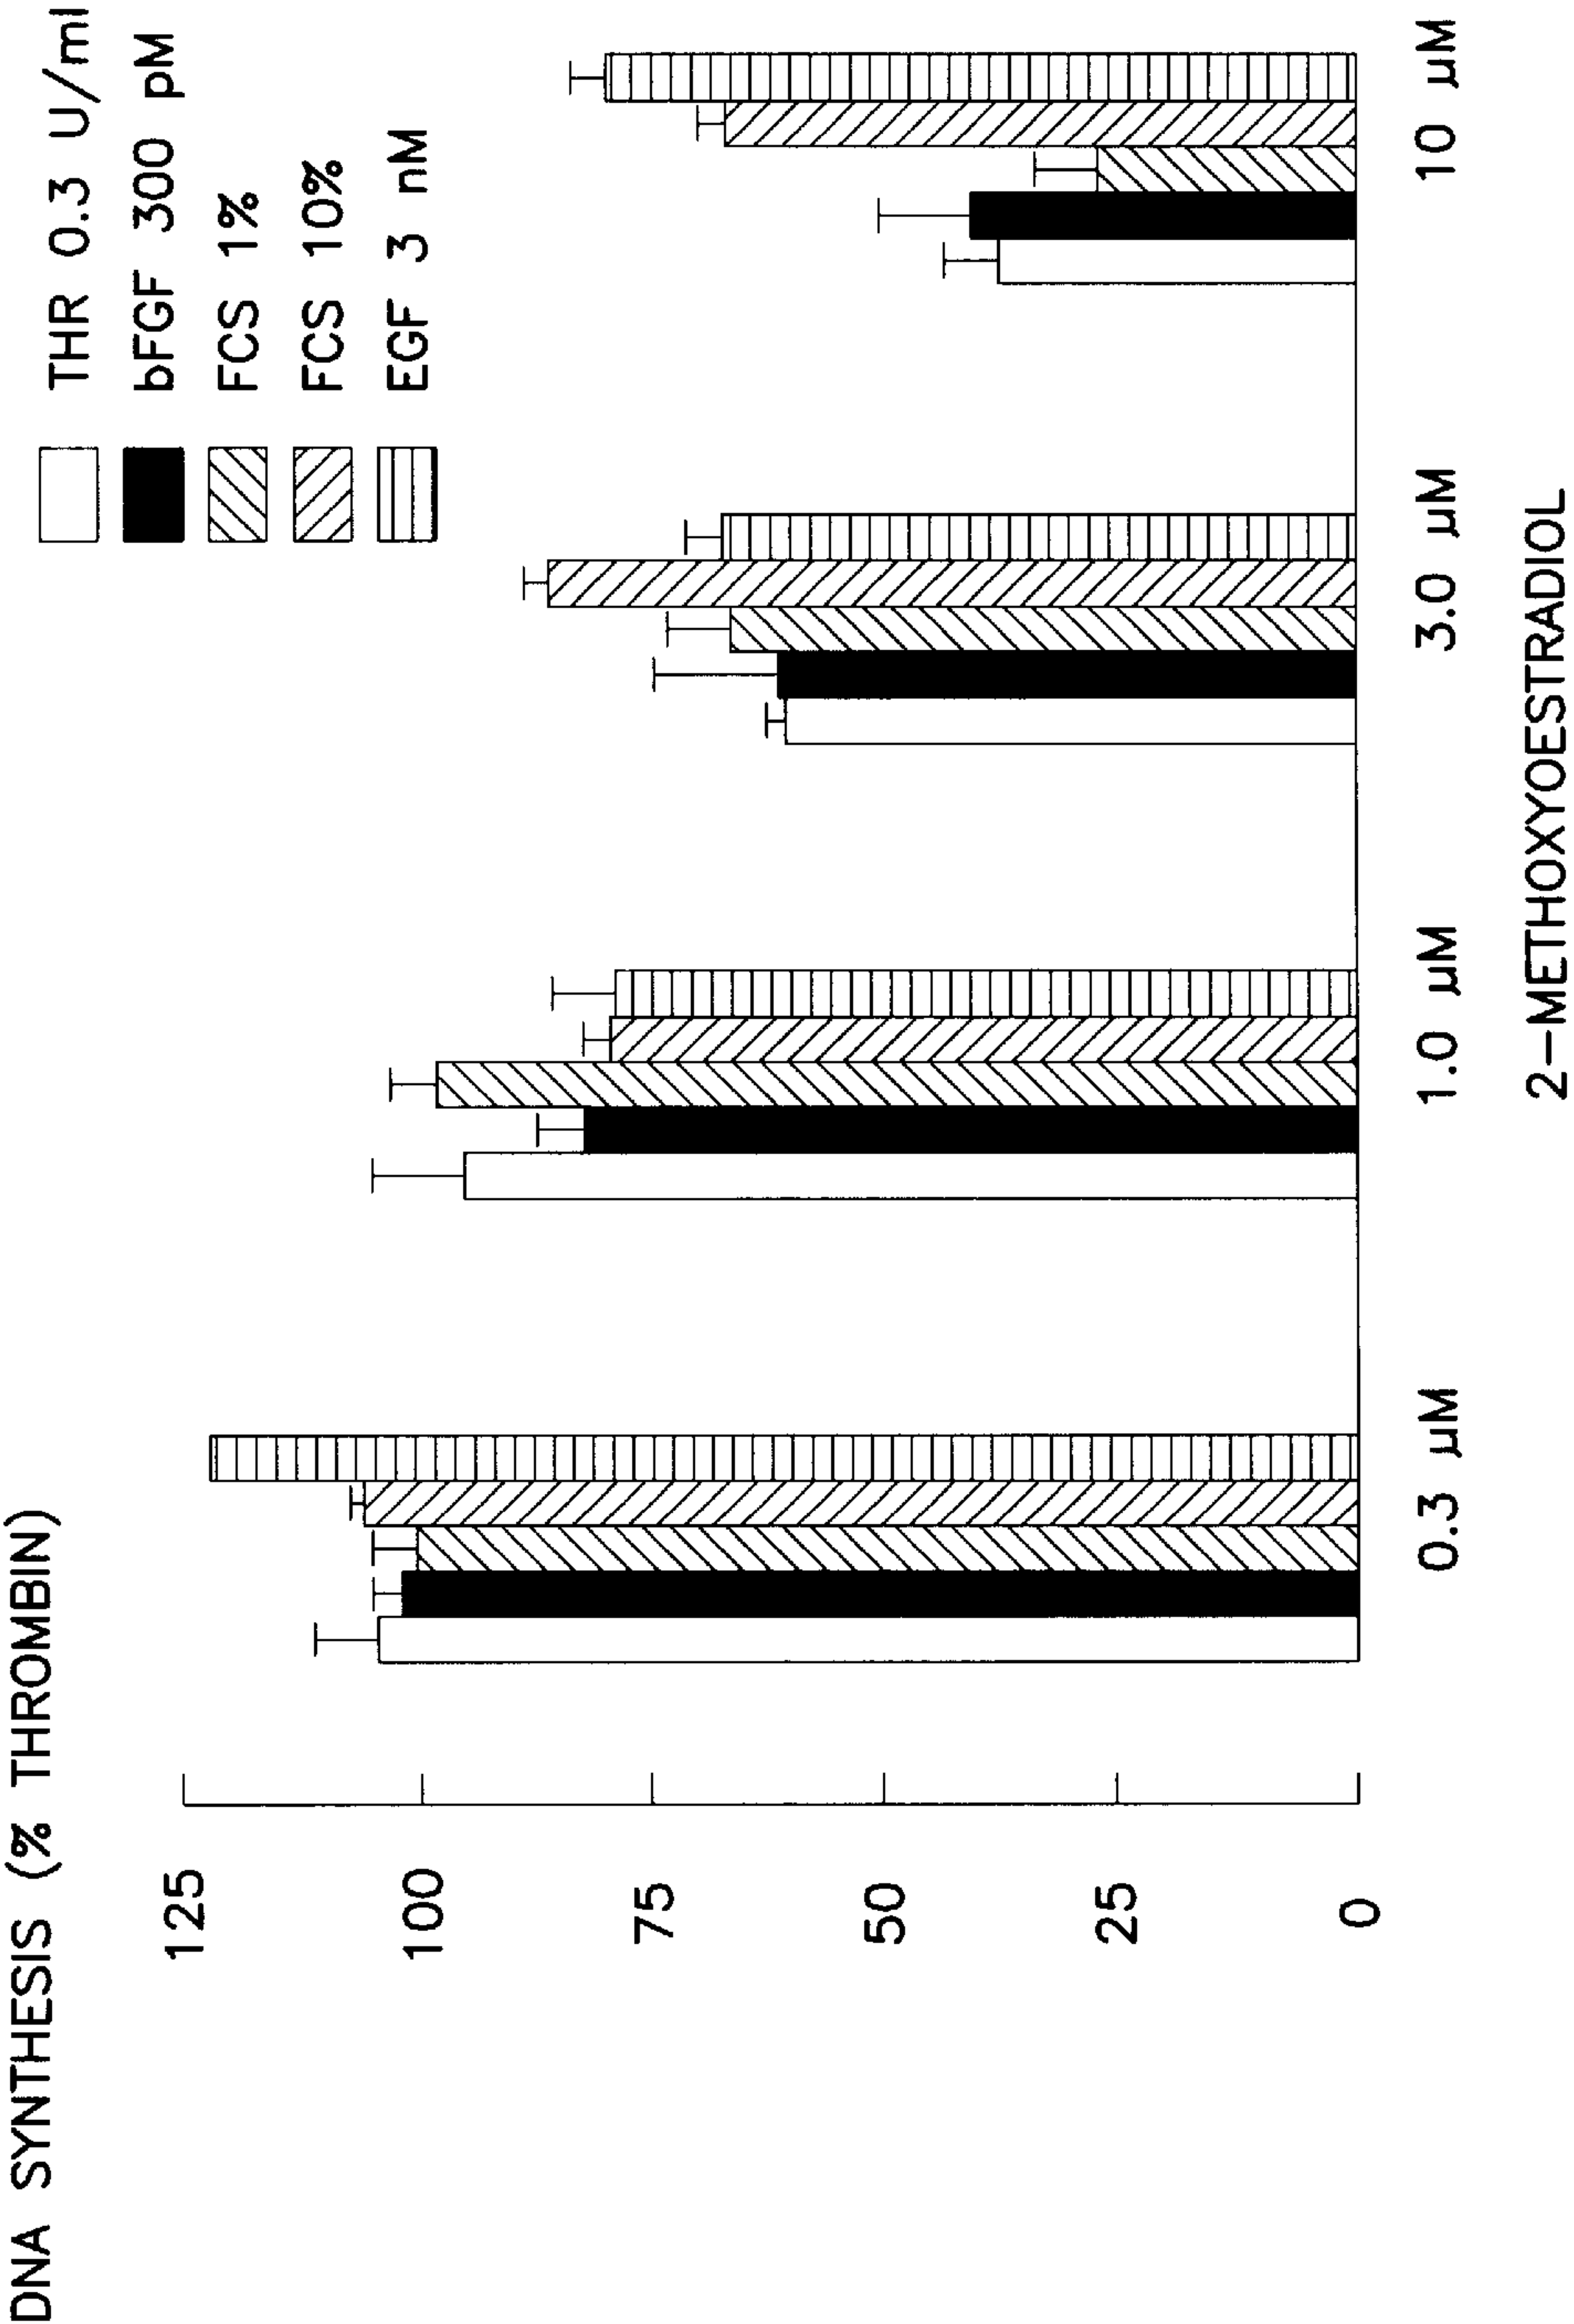 DNA SYNTHESIS (% THROMBIN)
THR 0.3 U/ml
bFGF 300 pM
FCS 1%
FCS 10%
EGF 3 nM
125
100
75
50
25
0
0.3 µM
1.0 µM
3.0 µM
10 µM
2-METHOXYOESTRADIOL